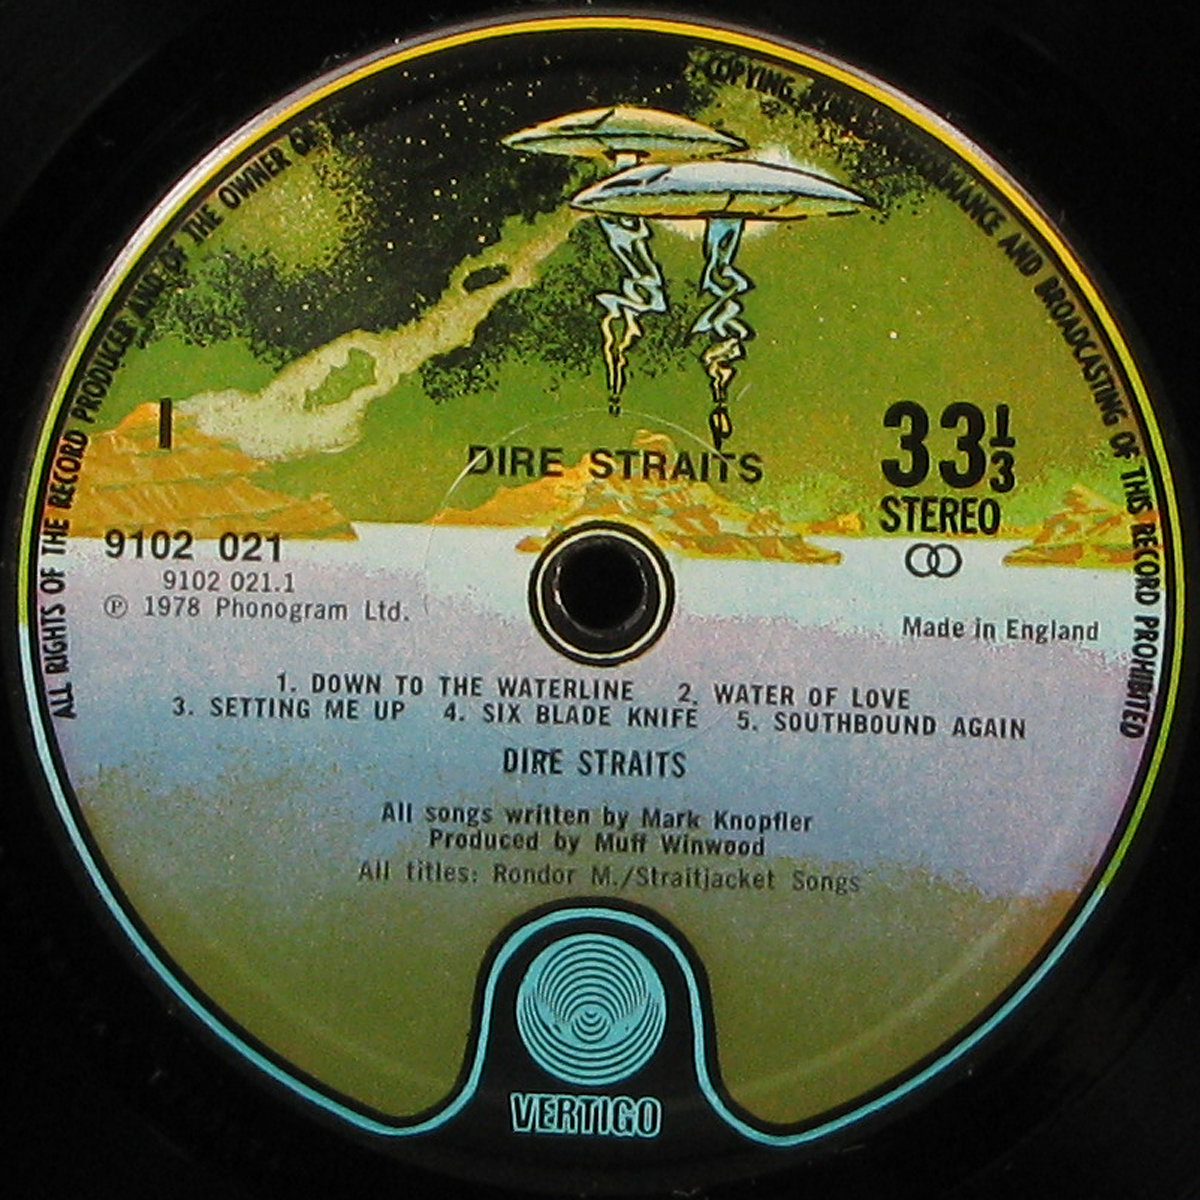 ALL RIGHTS OF THE RECORD PRODUCER AND OF THE OWNER
COPYING,
AND BROADCASTING OF THIS RECORD PROHIBITED
I
DIRE STRAITS
33 1/3
STEREO
9102 021
9102 021.1
Ⓟ 1978 Phonogram Ltd.
Made in England
1. DOWN TO THE WATERLINE 2. WATER OF LOVE
3. SETTING ME UP 4. SIX BLADE KNIFE 5. SOUTHBOUND AGAIN
DIRE STRAITS
All songs written by Mark Knopfler
Produced by Muff Winwood
All titles: Rondor M./Straitjacket Songs
VERTIGO